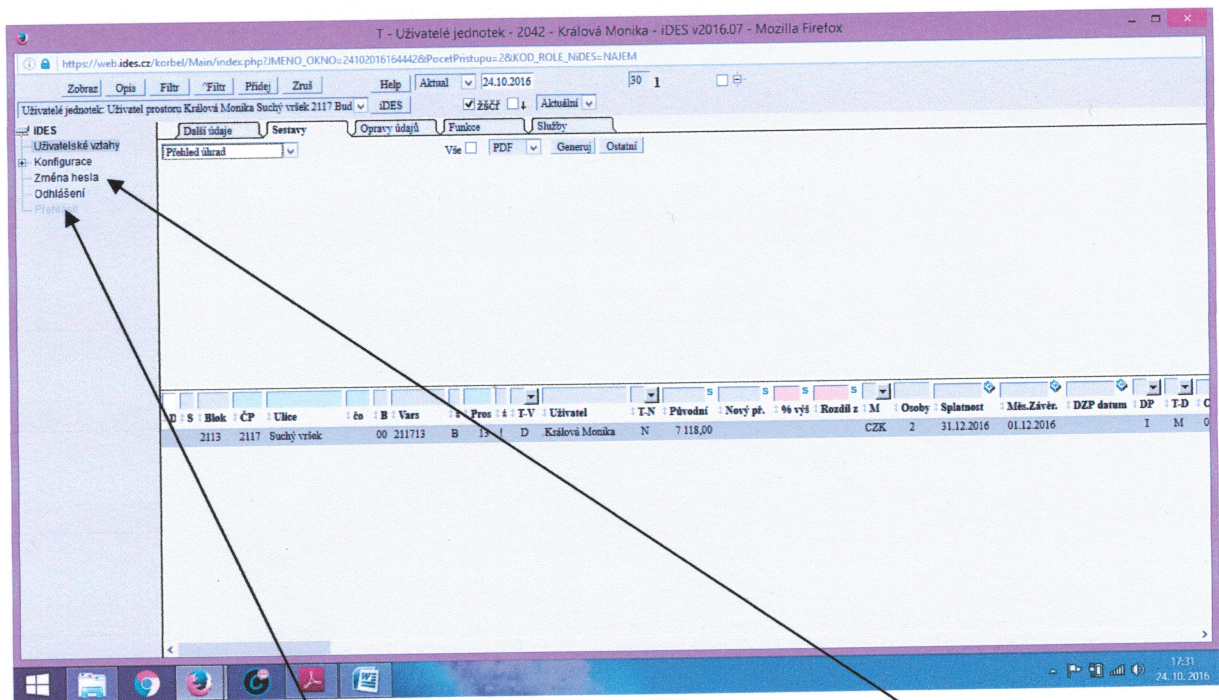 T - Uživatelé jednotek - 2042 - Králová Monika - iDES v2016.07 - Mozilla Firefox
https://web.ides.cz/korbel/Main/index.php?JMENO_OKNO=24102016164442&PocetPristupu=2&KOD_ROLE_NiDES=NAJEM
Zobraz Opis Filtr ^Filtr Přidej Zruš Help Aktual 24.10.2016 30 1
Uživatelé jednotek: Uživatel prostoru Králová Monika Suchý vršek 2117 Bud iDES žščř Aktuální
iDES Další údaje Sestavy Opravy údajů Funkce Služby
Uživatelské vztahy Přehled úhrad Vše PDF Generuj Ostatní
Konfigurace
Změna hesla
Odhlášení
Přehlásit
D S Blok ČP Ulice čo B Vars Pros T-V Uživatel T-N Původní Nový př. % výš Rozdíl z M Osoby Splatnost Měs.Závěr. DZP datum DP T-D
2113 2117 Suchý vršek 00 211713 B 13 ! D Králová Monika N 7 118,00 CZK 2 31.12.2016 01.12.2016 I M 0
17:31
24. 10. 2016